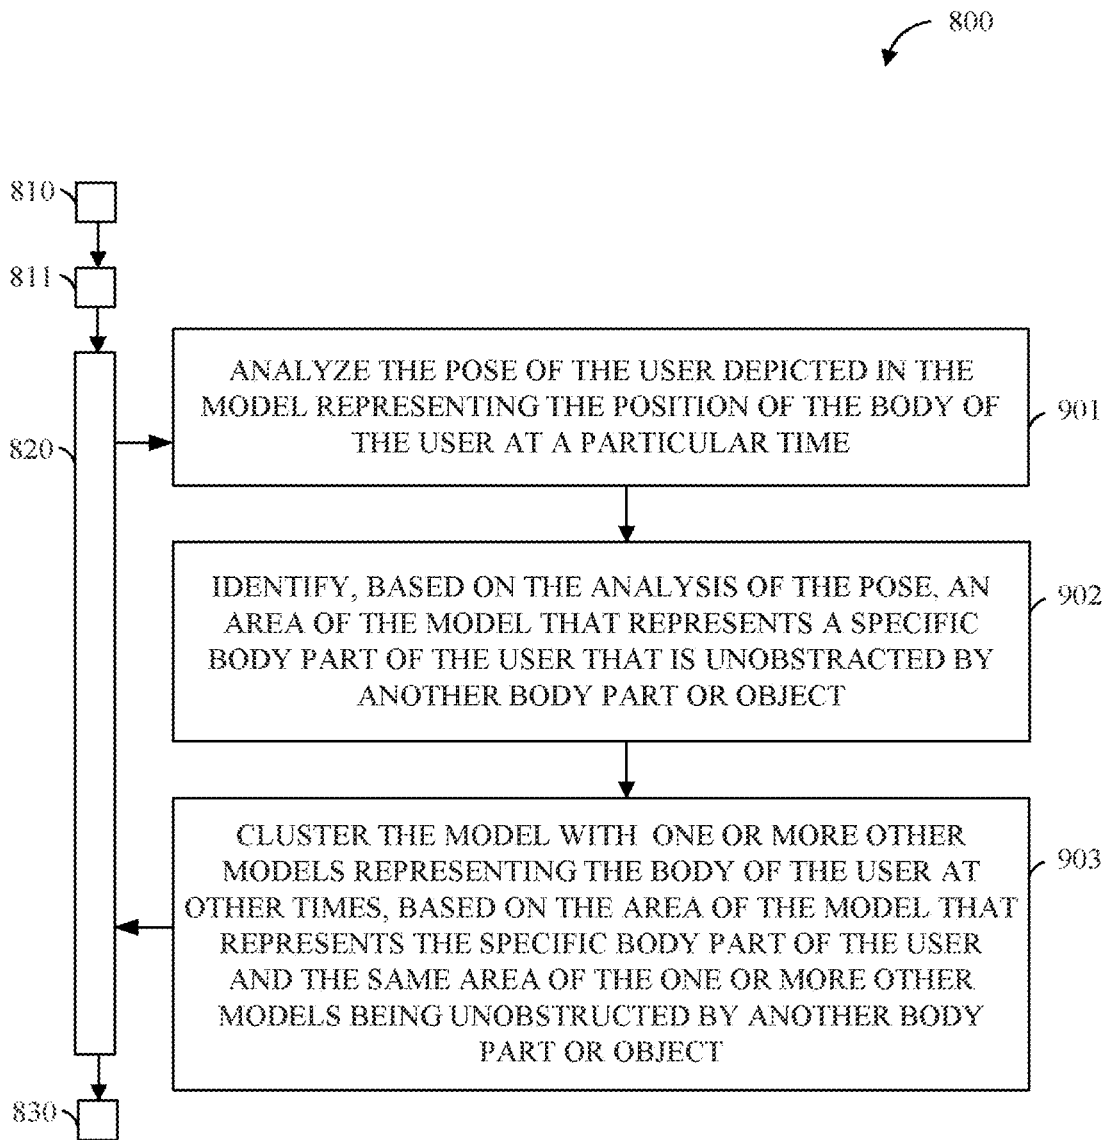 800
810
811
820
ANALYZE THE POSE OF THE USER DEPICTED IN THE
MODEL REPRESENTING THE POSITION OF THE BODY OF
THE USER AT A PARTICULAR TIME
901
IDENTIFY, BASED ON THE ANALYSIS OF THE POSE, AN
AREA OF THE MODEL THAT REPRESENTS A SPECIFIC
BODY PART OF THE USER THAT IS UNOBSTRACTED BY
ANOTHER BODY PART OR OBJECT
902
CLUSTER THE MODEL WITH ONE OR MORE OTHER
MODELS REPRESENTING THE BODY OF THE USER AT
OTHER TIMES, BASED ON THE AREA OF THE MODEL THAT
REPRESENTS THE SPECIFIC BODY PART OF THE USER
AND THE SAME AREA OF THE ONE OR MORE OTHER
MODELS BEING UNOBSTRUCTED BY ANOTHER BODY
PART OR OBJECT
903
830